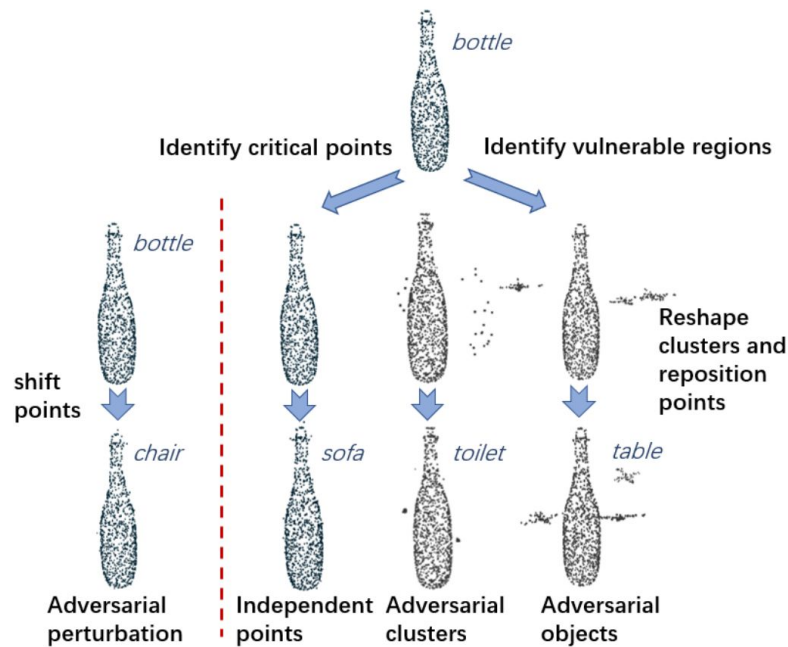 bottle
Identify critical points
Identify vulnerable regions
bottle
Reshape
clusters and
reposition
points
shift
points
chair
sofa
toilet
table
Adversarial
perturbation
Independent
points
Adversarial
clusters
Adversarial
objects